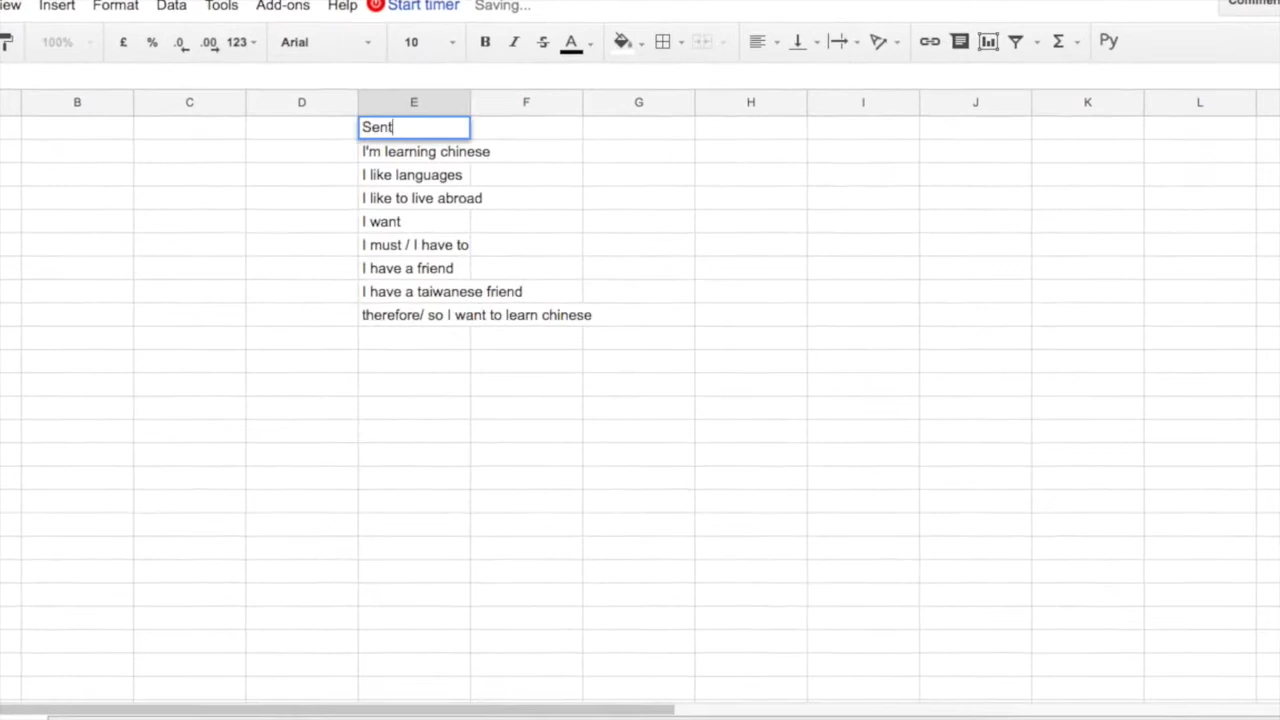 Insert Format Data Tools Add-ons Help Start timer Saving...
100% £ % .0 .00 123 Arial 10 B I S A Σ Py
B C D E F G H I J K L
Sent
I'm learning chinese
I like languages
I like to live abroad
I want
I must / I have to
I have a friend
I have a taiwanese friend
therefore/ so I want to learn chinese